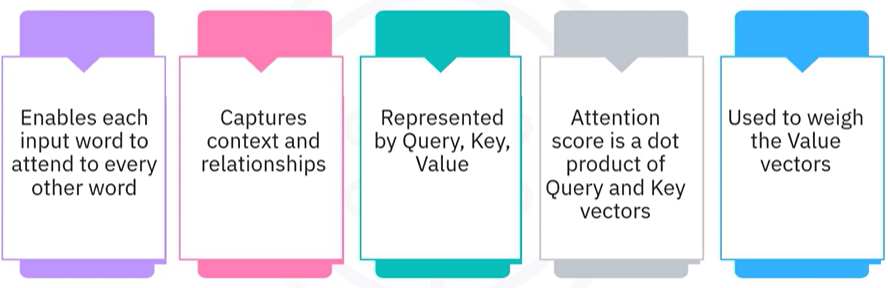 Enables each
input word to
attend to every
other word
Captures
context and
relationships
Represented
by Query, Key,
Value
Attention
score is a dot
product of
Query and Key
vectors
Used to weigh
the Value
vectors